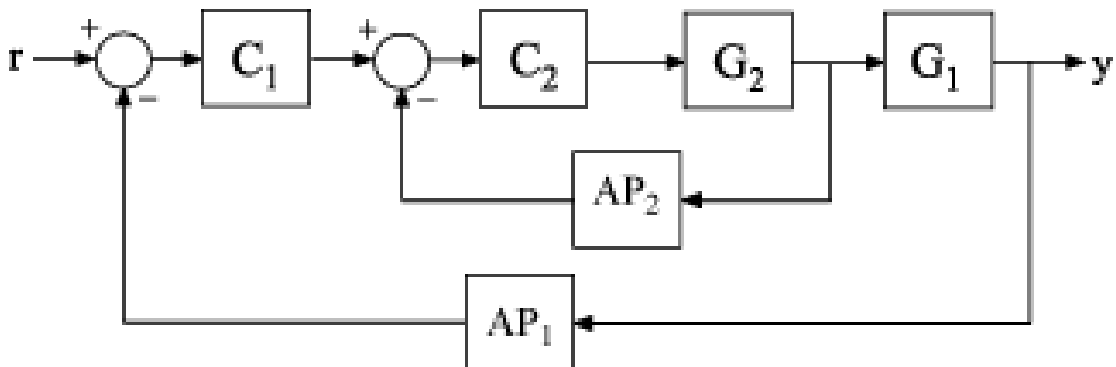 r + − C₁ + − C₂ G₂ G₁ y
AP₂
AP₁